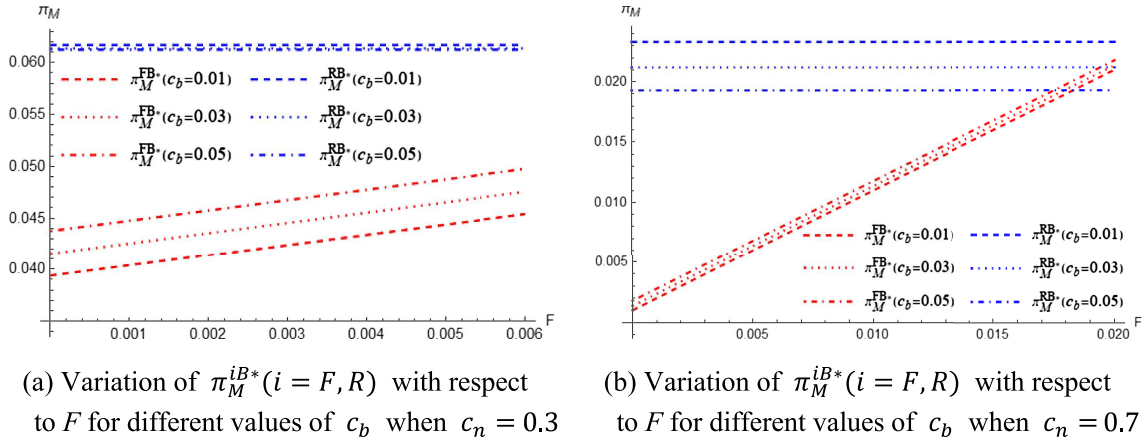 π_M
0.060
0.055
0.050
0.045
0.040
π_M^{FB*}(c_b=0.01)
π_M^{RB*}(c_b=0.01)
π_M^{FB*}(c_b=0.03)
π_M^{RB*}(c_b=0.03)
π_M^{FB*}(c_b=0.05)
π_M^{RB*}(c_b=0.05)
0.001 0.002 0.003 0.004 0.005 0.006 F
(a) Variation of π_M^{iB*}(i = F, R) with respect
to F for different values of c_b when c_n = 0.3
π_M
0.020
0.015
0.010
0.005
π_M^{FB*}(c_b=0.01)
π_M^{RB*}(c_b=0.01)
π_M^{FB*}(c_b=0.03)
π_M^{RB*}(c_b=0.03)
π_M^{FB*}(c_b=0.05)
π_M^{RB*}(c_b=0.05)
0.005 0.010 0.015 0.020 F
(b) Variation of π_M^{iB*}(i = F, R) with respect
to F for different values of c_b when c_n = 0.7